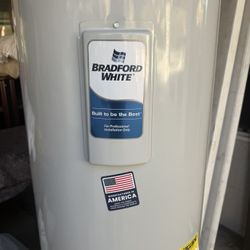 BRADFORD
WHITE
Built to be the Best
For Professional
Installation Only
AMERICA